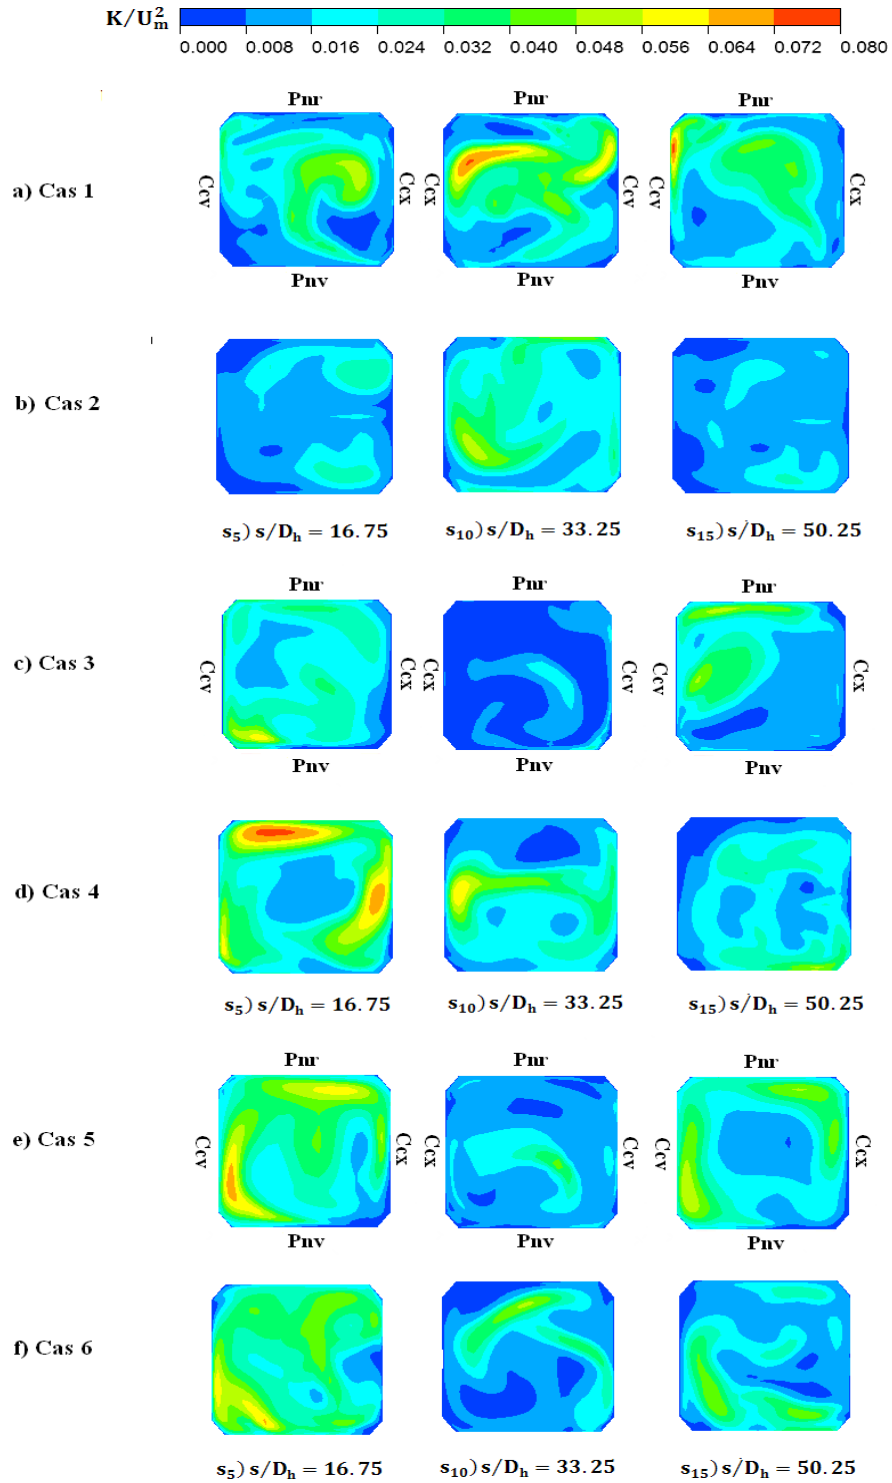 K/U²ₘ
0.000 0.008 0.016 0.024 0.032 0.040 0.048 0.056 0.064 0.072 0.080
Pnr Pnr Pnr
a) Cas 1 Ccv Ccx Ccx Ccv Ccv Ccx
Pnv Pnv Pnv
b) Cas 2
s₅) s/Dₕ = 16.75 s₁₀) s/Dₕ = 33.25 s₁₅) s/Dₕ = 50.25
Pnr Pnr Pnr
c) Cas 3 Ccv Ccx Ccx Ccv Ccv Ccx
Pnv Pnv Pnv
d) Cas 4
s₅) s/Dₕ = 16.75 s₁₀) s/Dₕ = 33.25 s₁₅) s/Dₕ = 50.25
Pnr Pnr Pnr
e) Cas 5 Ccv Ccx Ccx Ccv Ccv Ccx
Pnv Pnv Pnv
f) Cas 6
s₅) s/Dₕ = 16.75 s₁₀) s/Dₕ = 33.25 s₁₅) s/Dₕ = 50.25